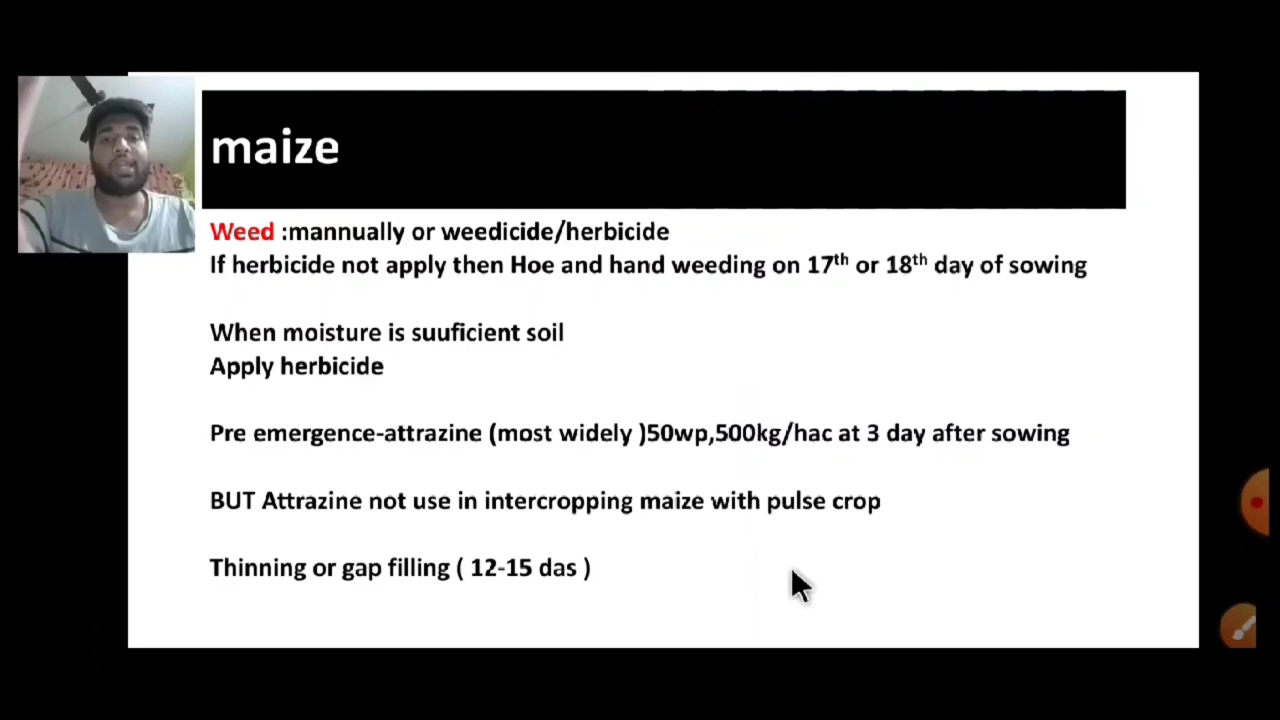 maize
Weed :mannually or weedicide/herbicide
If herbicide not apply then Hoe and hand weeding on 17th or 18th day of sowing
When moisture is suuficient soil
Apply herbicide
Pre emergence-attrazine (most widely )50wp,500kg/hac at 3 day after sowing
BUT Attrazine not use in intercropping maize with pulse crop
Thinning or gap filling ( 12-15 das )